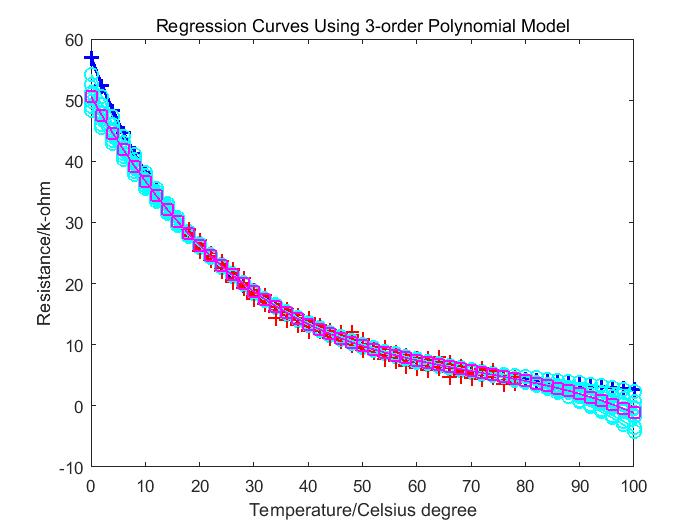 Regression Curves Using 3-order Polynomial Model
60
50
40
30
20
10
0
-10
Resistance/k-ohm
0 10 20 30 40 50 60 70 80 90 100
Temperature/Celsius degree